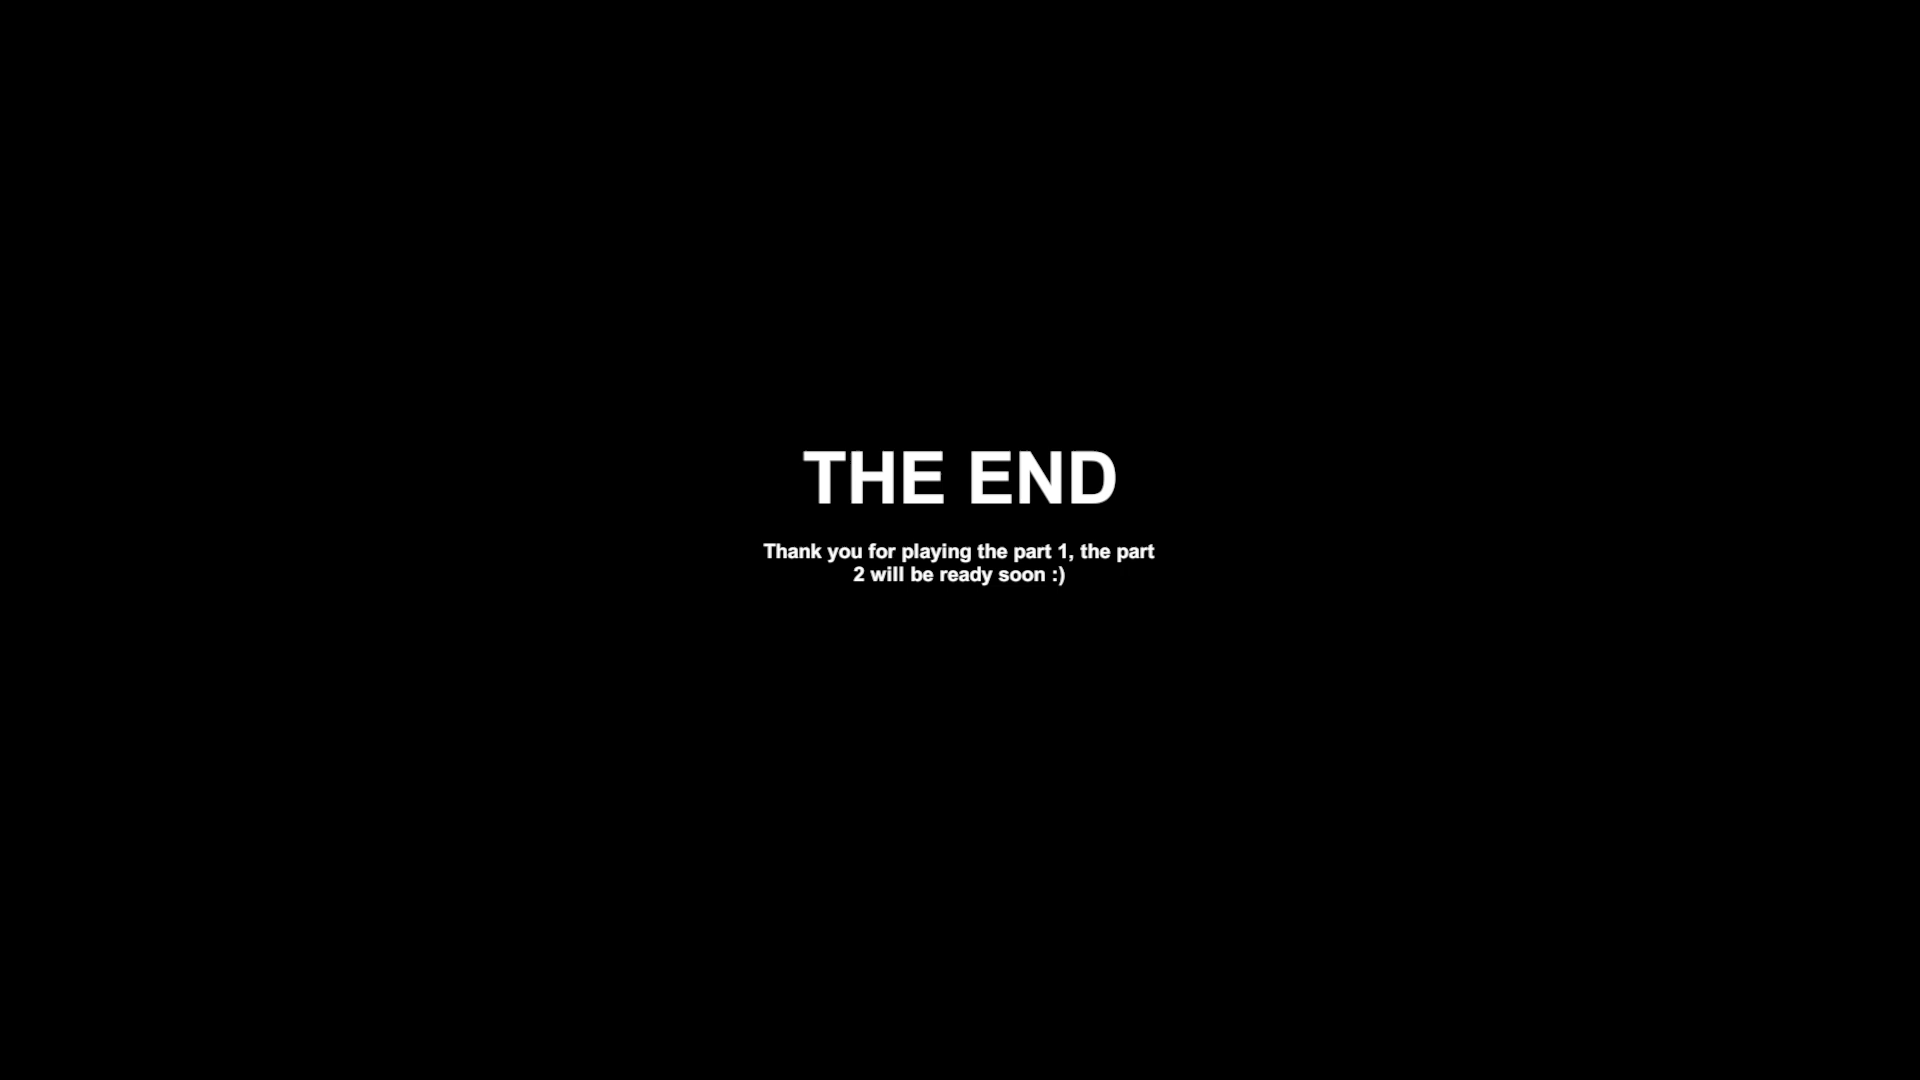 THE END
Thank you for playing the part 1, the part
2 will be ready soon :)